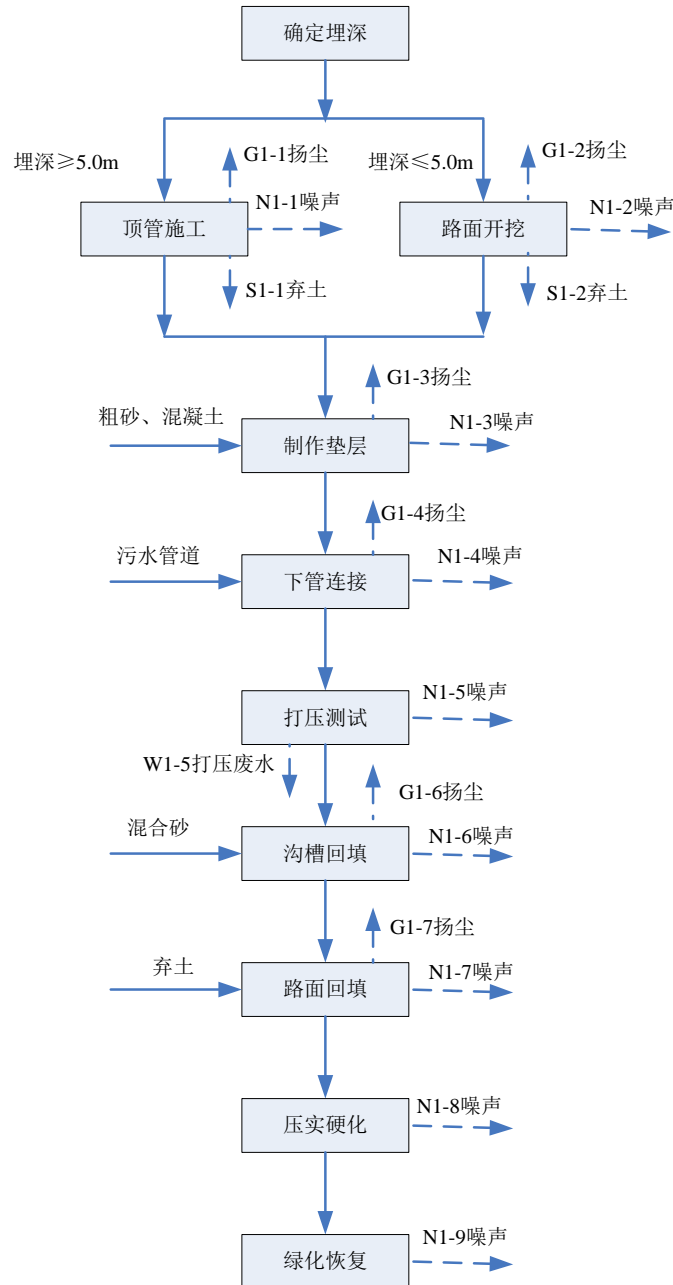 确定埋深
埋深≥5.0m
G1-1扬尘
埋深≤5.0m
G1-2扬尘
N1-1噪声
N1-2噪声
顶管施工
路面开挖
S1-1弃土
S1-2弃土
G1-3扬尘
粗砂、混凝土
N1-3噪声
制作垫层
G1-4扬尘
污水管道
N1-4噪声
下管连接
N1-5噪声
打压测试
W1-5打压废水
G1-6扬尘
混合砂
N1-6噪声
沟槽回填
G1-7扬尘
弃土
N1-7噪声
路面回填
N1-8噪声
压实硬化
N1-9噪声
绿化恢复